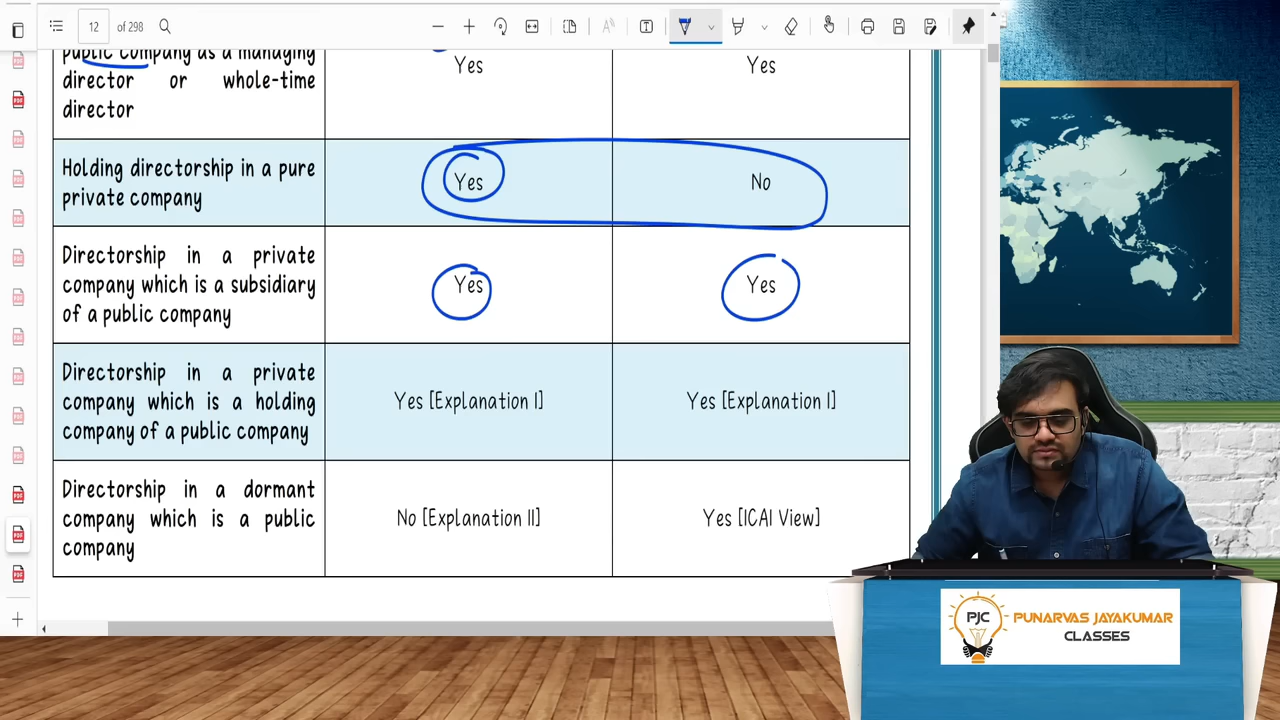 12 of 298
public company as a managing
director or whole-time
director
Yes
Yes
Holding directorship in a pure
private company
Yes
No
Directorship in a private
company which is a subsidiary
of a public company
Yes
Yes
Directorship in a private
company which is a holding
company of a public company
Yes [Explanation I]
Yes [Explanation I]
Directorship in a dormant
company which is a public
company
No [Explanation II]
Yes [ICAI View]
PJC
PUNARVAS JAYAKUMAR
CLASSES